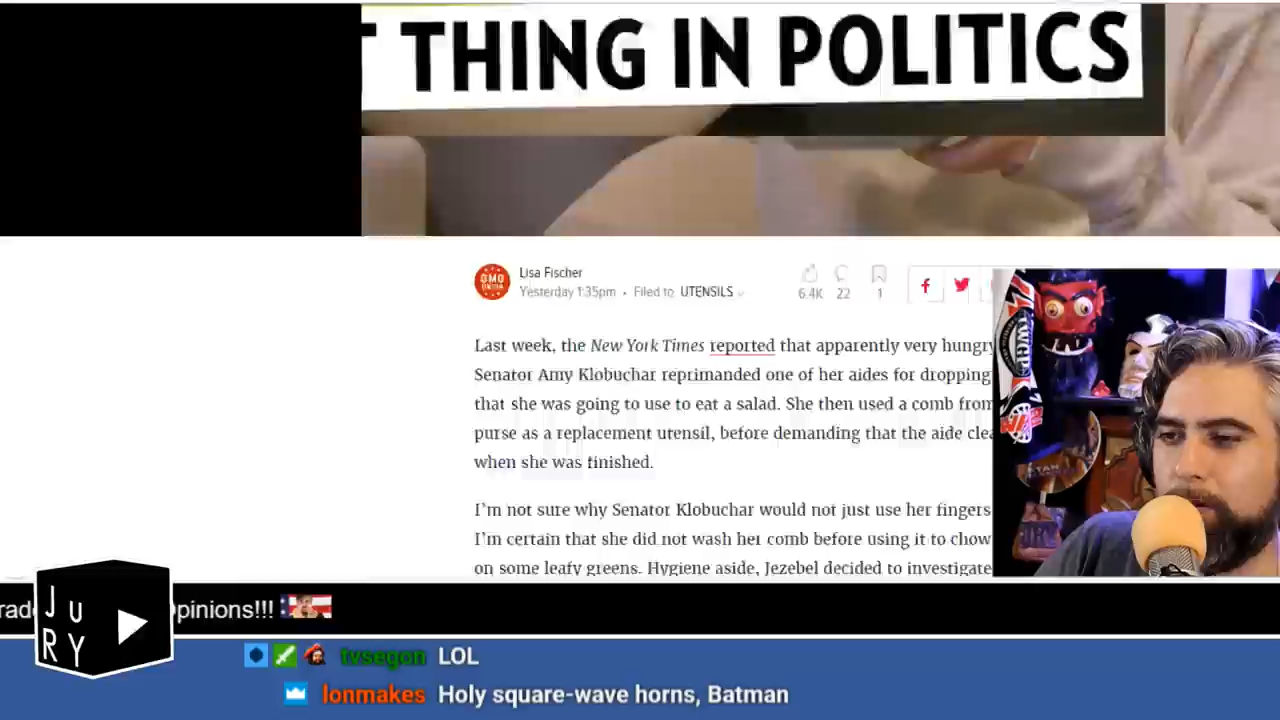 THING IN POLITICS
Lisa Fischer
Yesterday 1:35pm • Filed to: UTENSILS
6.4K 22 1
Last week, the New York Times reported that apparently very hungry
Senator Amy Klobuchar reprimanded one of her aides for dropping
that she was going to use to eat a salad. She then used a comb from
purse as a replacement utensil, before demanding that the aide clea
when she was finished.
I'm not sure why Senator Klobuchar would not just use her fingers
I'm certain that she did not wash her comb before using it to chow
on some leafy greens. Hygiene aside, Jezebel decided to investigate
JURY
pinions!!!
tvsegon LOL
lonmakes Holy square-wave horns, Batman